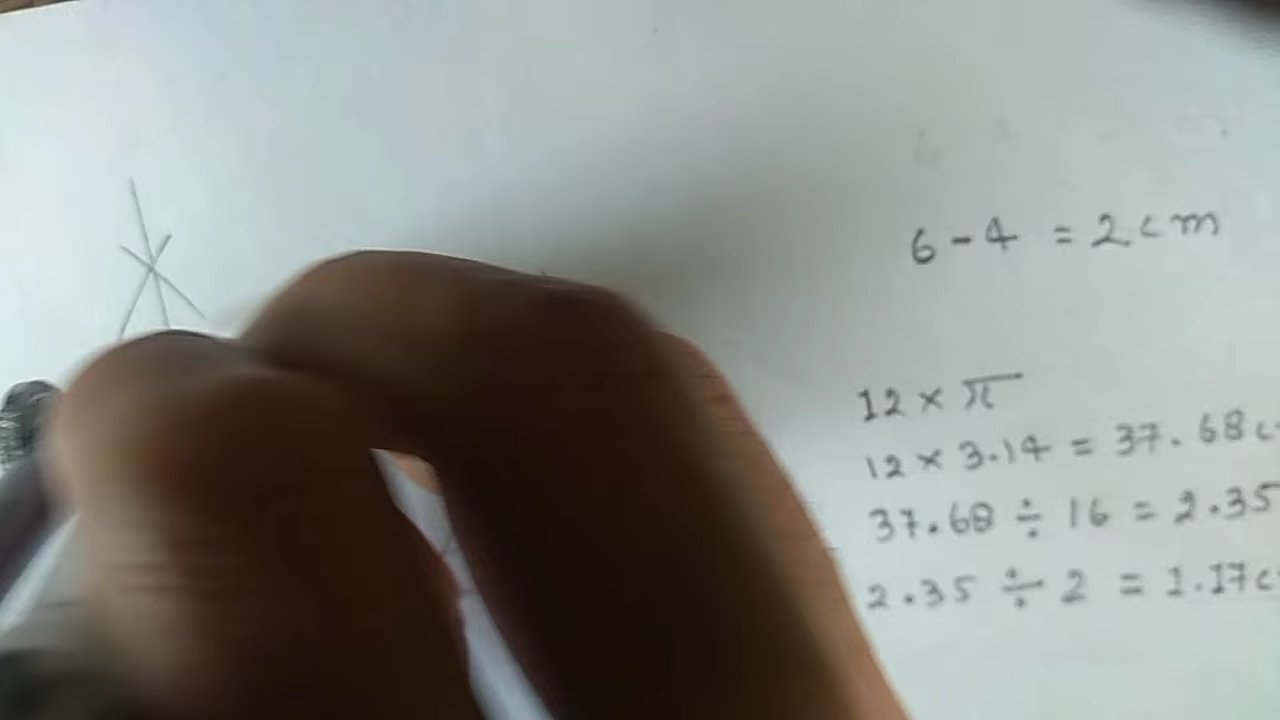 6 - 4 = 2 cm
12 × π
12 × 3.14 = 37.68 c
37.68 ÷ 16 = 2.35
2.35 ÷ 2 = 1.17 c